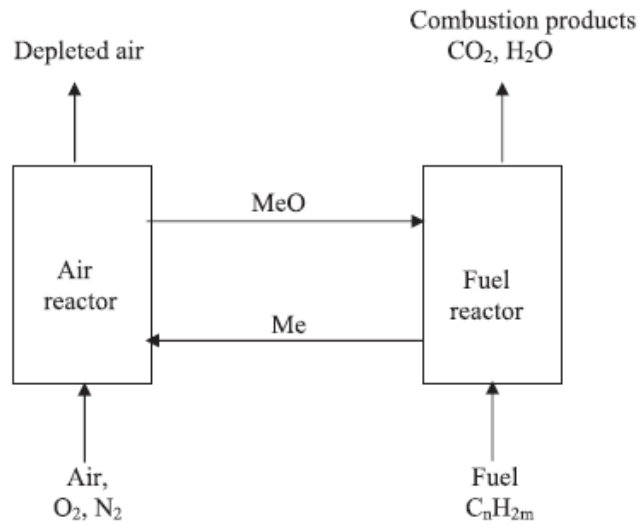 Combustion products
CO₂, H₂O
Depleted air
MeO
Air
reactor
Fuel
reactor
Me
Air,
O₂, N₂
Fuel
CₙH₂ₘ